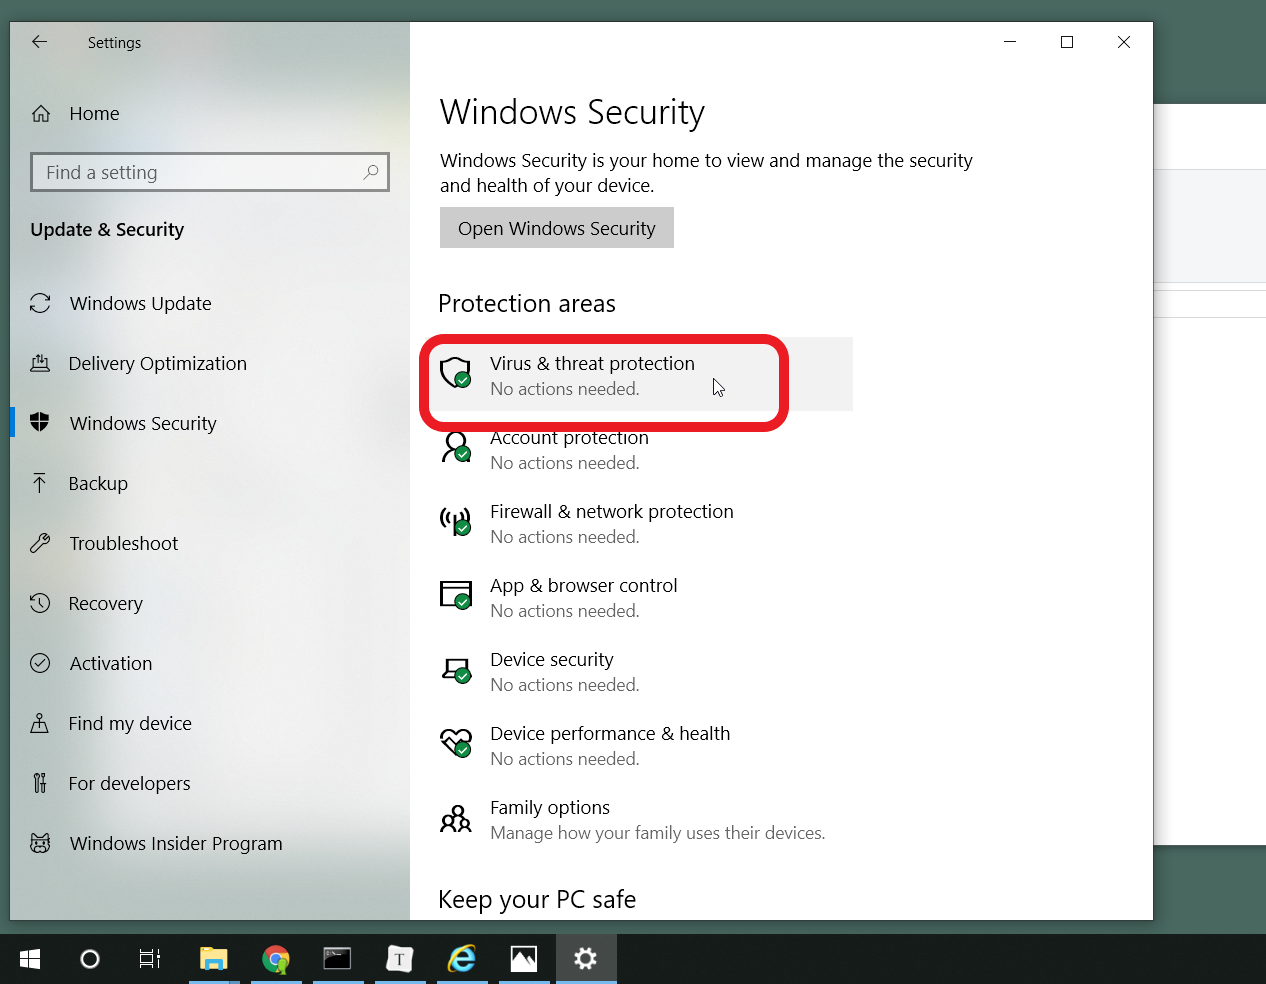 Settings
Home
Find a setting
Update & Security
Windows Update
Delivery Optimization
Windows Security
Backup
Troubleshoot
Recovery
Activation
Find my device
For developers
Windows Insider Program
Windows Security
Windows Security is your home to view and manage the security
and health of your device.
Open Windows Security
Protection areas
Virus & threat protection
No actions needed.
Account protection
No actions needed.
Firewall & network protection
No actions needed.
App & browser control
No actions needed.
Device security
No actions needed.
Device performance & health
No actions needed.
Family options
Manage how your family uses their devices.
Keep your PC safe
T